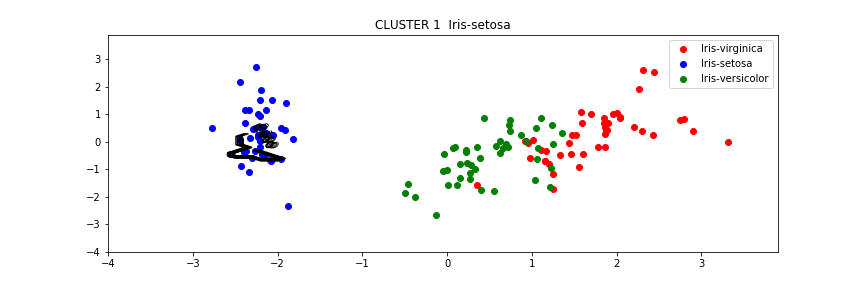 CLUSTER 1 Iris-setosa
Iris-virginica
Iris-setosa
Iris-versicolor
3
2
1
0
−1
−2
−3
−4
−4 −3 −2 −1 0 1 2 3